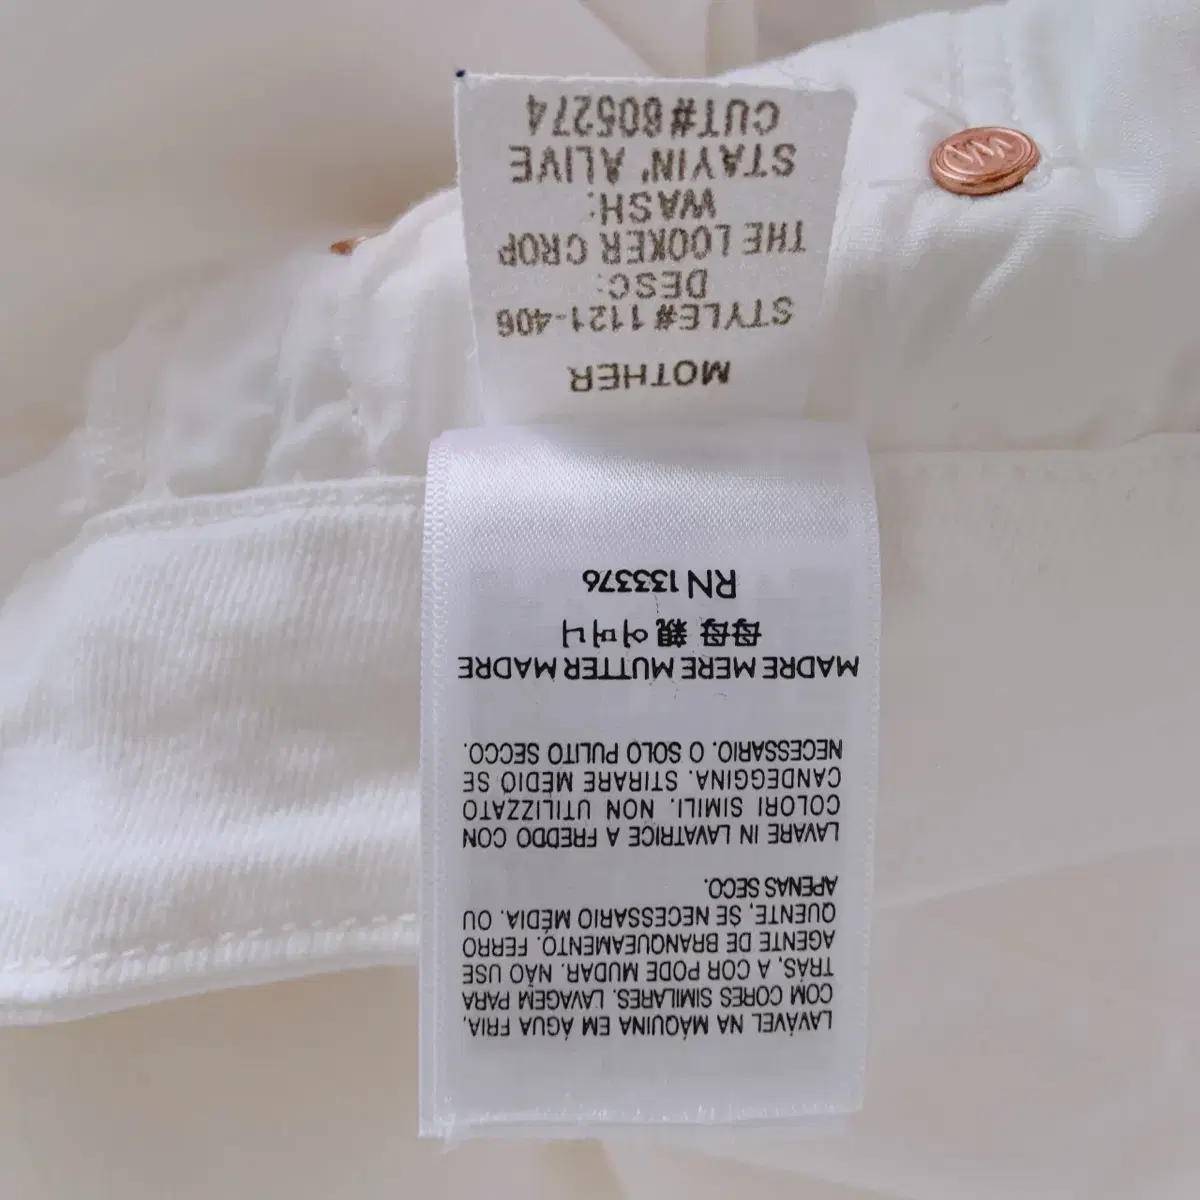 LAVÁVEL NA MÁQUINA EM ÁGUA FRIA,
COM CORES SIMILARES. LAVAGEM PARA
TRÁS, A COR PODE MUDAR. NÃO USE
AGENTE DE BRANQUEAMENTO. FERRO
QUENTE, SE NECESSARIO MÉDIA. OU
APENAS SECO.
LAVARE IN LAVATRICE A FREDDO CON
COLORI SIMILI. NON UTILIZZATO
CANDEGGINA. STIRARE MEDIO SE
NECESSARIO. O SOLO PULITO SECCO.
MADRE MERE MUTTER MADRE
母母 親 어머니
RN 133376
MOTHER
STYLE# 1121-406
DESC:
THE LOOKER CROP
WASH:
STAYIN' ALIVE
CUT#605274